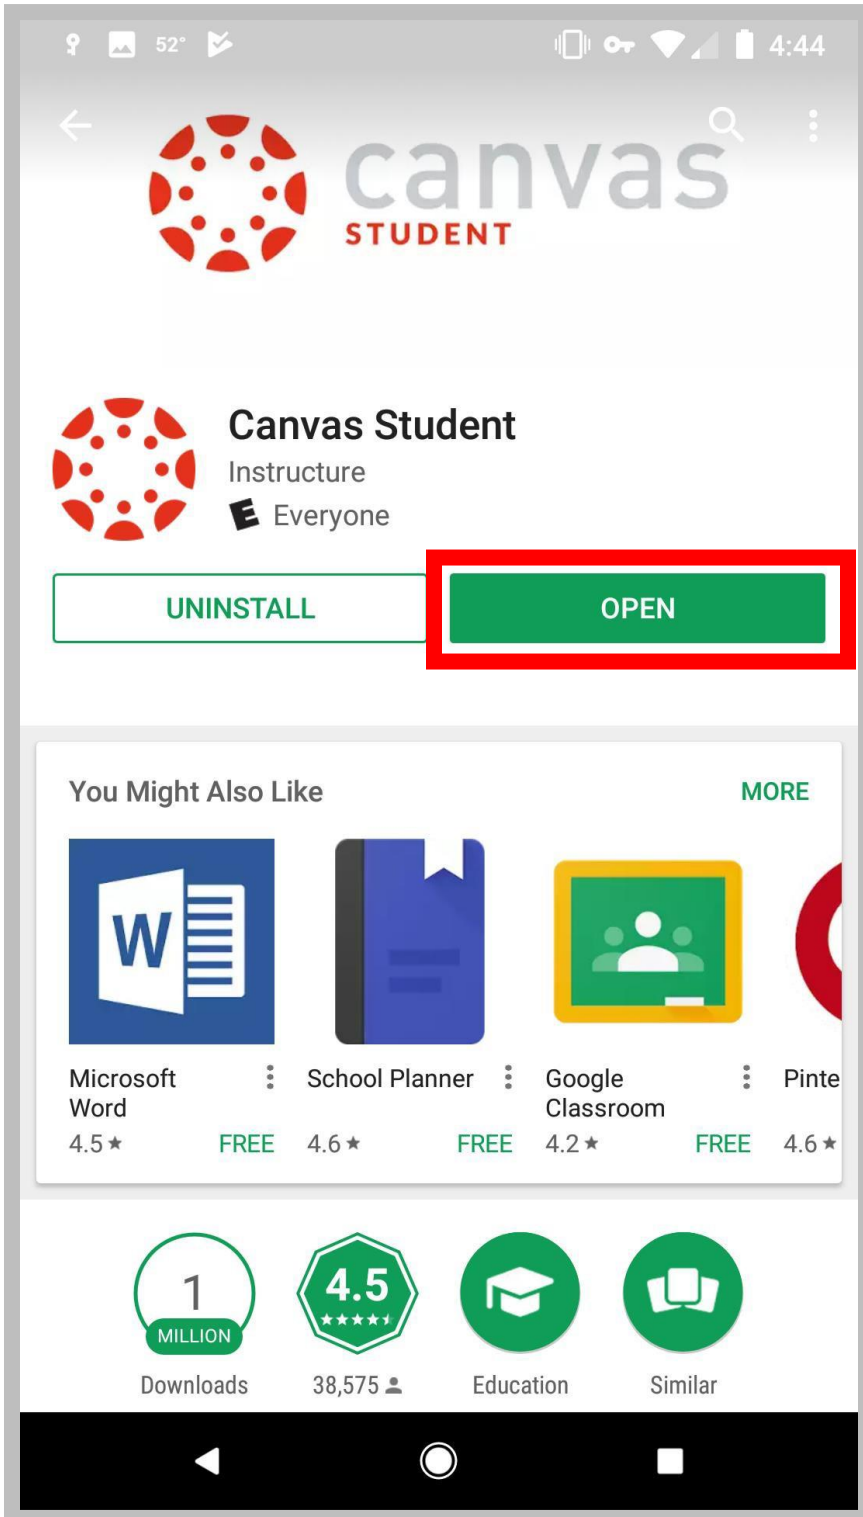 52°
4:44
canvas
STUDENT
Canvas Student
Instructure
E Everyone
UNINSTALL
OPEN
You Might Also Like
MORE
W
Microsoft
Word
4.5★
FREE
School Planner
4.6★
FREE
Google
Classroom
4.2★
FREE
Pinte
4.6★
1
MILLION
Downloads
4.5
38,575
Education
Similar